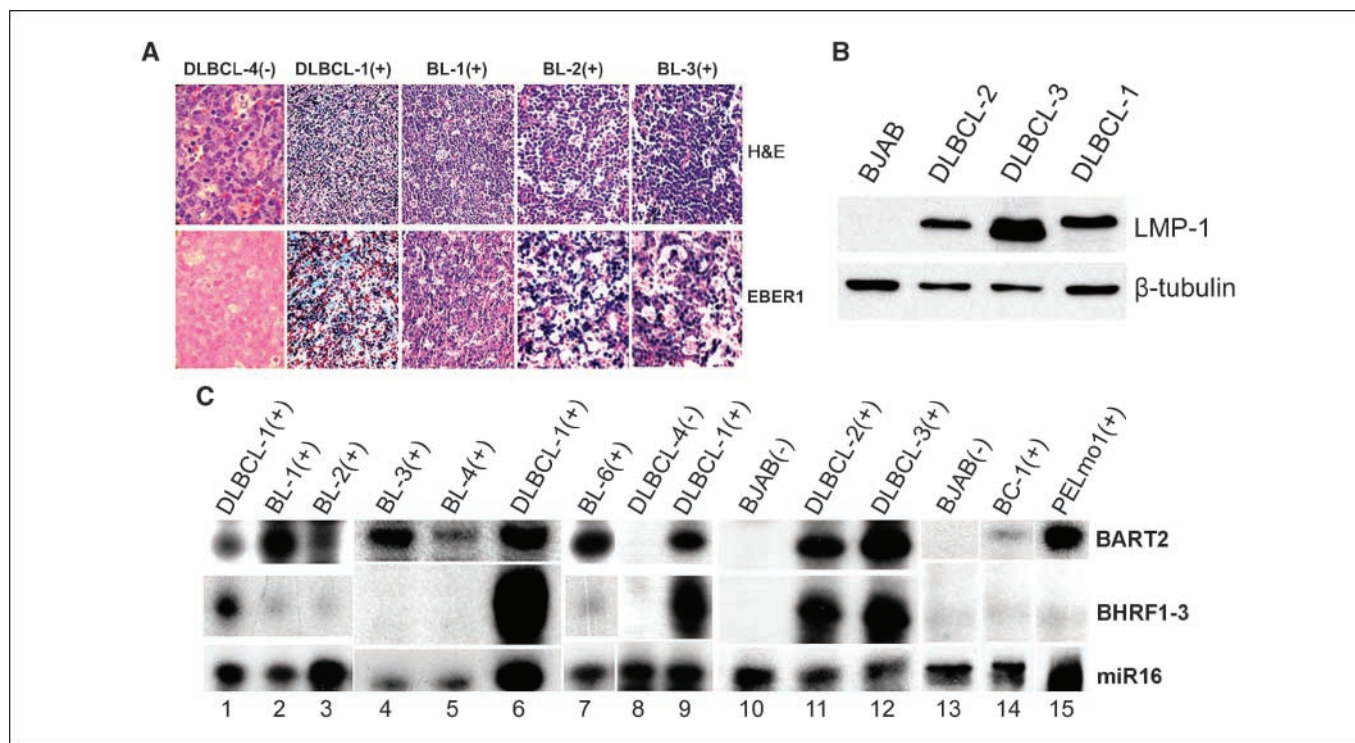 A
DLBCL-4(-) DLBCL-1(+) BL-1(+) BL-2(+) BL-3(+)
H&E
EBER1
B
BJAB DLBCL-2 DLBCL-3 DLBCL-1
LMP-1
β-tubulin
C
DLBCL-1(+) BL-1(+) BL-2(+) BL-3(+) BL-4(+) DLBCL-1(+) BL-6(+) DLBCL-4(-) DLBCL-1(+) BJAB(-) DLBCL-2(+) DLBCL-3(+) BJAB(-) BC-1(+) PELmo1(+)
BART2
BHRF1-3
miR16
1 2 3 4 5 6 7 8 9 10 11 12 13 14 15